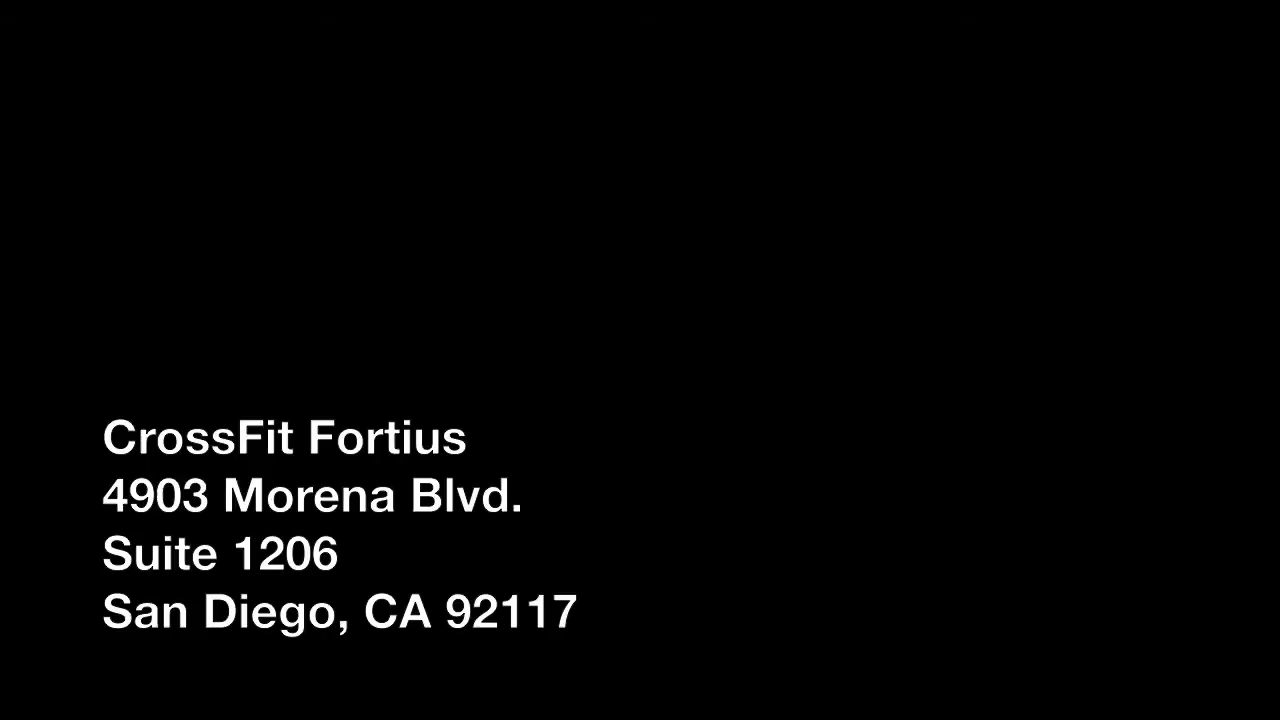 CrossFit Fortius
4903 Morena Blvd.
Suite 1206
San Diego, CA 92117